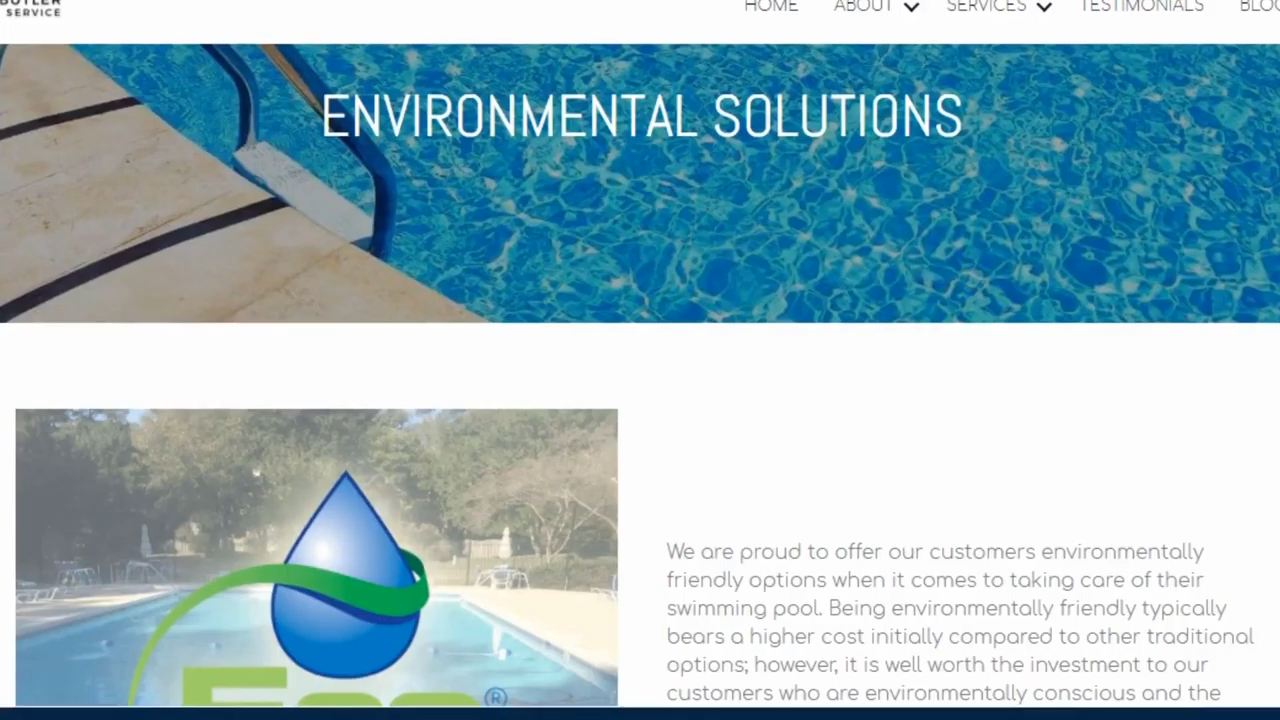 BUTLER
SERVICE
HOME ABOUT SERVICES TESTIMONIALS
ENVIRONMENTAL SOLUTIONS
We are proud to offer our customers environmentally
friendly options when it comes to taking care of their
swimming pool. Being environmentally friendly typically
bears a higher cost initially compared to other traditional
options; however, it is well worth the investment to our
customers who are environmentally conscious and the
®